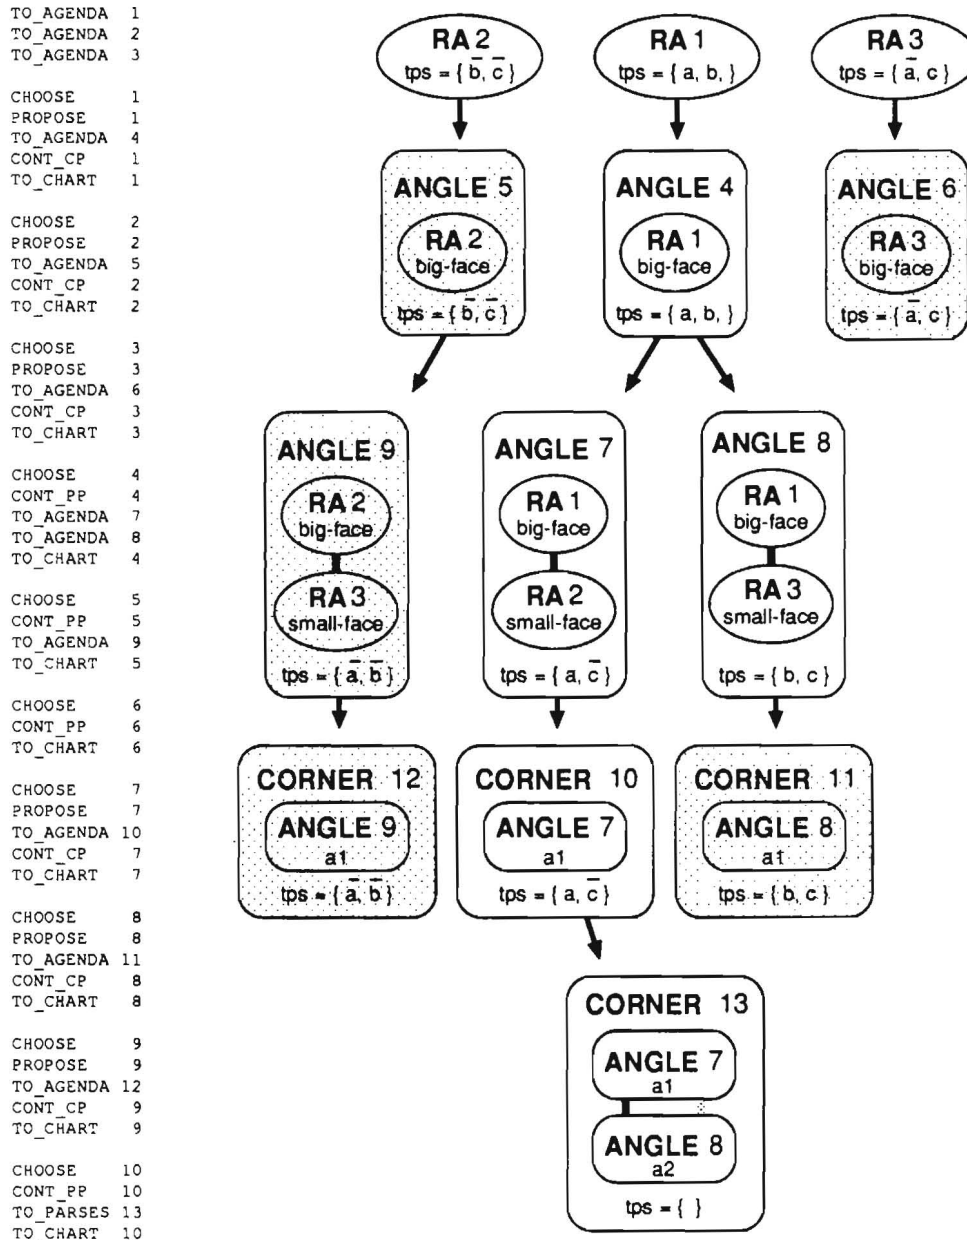 TO_AGENDA 1
TO_AGENDA 2
TO_AGENDA 3
CHOOSE 1
PROPOSE 1
TO_AGENDA 4
CONT_CP 1
TO_CHART 1
CHOOSE 2
PROPOSE 2
TO_AGENDA 5
CONT_CP 2
TO_CHART 2
CHOOSE 3
PROPOSE 3
TO_AGENDA 6
CONT_CP 3
TO_CHART 3
CHOOSE 4
CONT_PP 4
TO_AGENDA 7
TO_AGENDA 8
TO_CHART 4
CHOOSE 5
CONT_PP 5
TO_AGENDA 9
TO_CHART 5
CHOOSE 6
CONT_PP 6
TO_CHART 6
CHOOSE 7
PROPOSE 7
TO_AGENDA 10
CONT_CP 7
TO_CHART 7
CHOOSE 8
PROPOSE 8
TO_AGENDA 11
CONT_CP 8
TO_CHART 8
CHOOSE 9
PROPOSE 9
TO_AGENDA 12
CONT_CP 9
TO_CHART 9
CHOOSE 10
CONT_PP 10
TO_PARSES 13
TO_CHART 10
RA 2
tps = { b̅, c̅ }
RA 1
tps = { a, b, }
RA 3
tps = { a̅, c }
ANGLE 5
RA 2
big-face
tps = { b̅, c̅ }
ANGLE 4
RA 1
big-face
tps = { a, b, }
ANGLE 6
RA 3
big-face
tps = { a̅, c }
ANGLE 9
RA 2
big-face
RA 3
small-face
tps = { a̅, b̅ }
ANGLE 7
RA 1
big-face
RA 2
small-face
tps = { a, c̅ }
ANGLE 8
RA 1
big-face
RA 3
small-face
tps = { b, c }
CORNER 12
ANGLE 9
a1
tps = { a̅, b̅ }
CORNER 10
ANGLE 7
a1
tps = { a, c̅ }
CORNER 11
ANGLE 8
a1
tps = { b, c }
CORNER 13
ANGLE 7
a1
ANGLE 8
a2
tps = { }